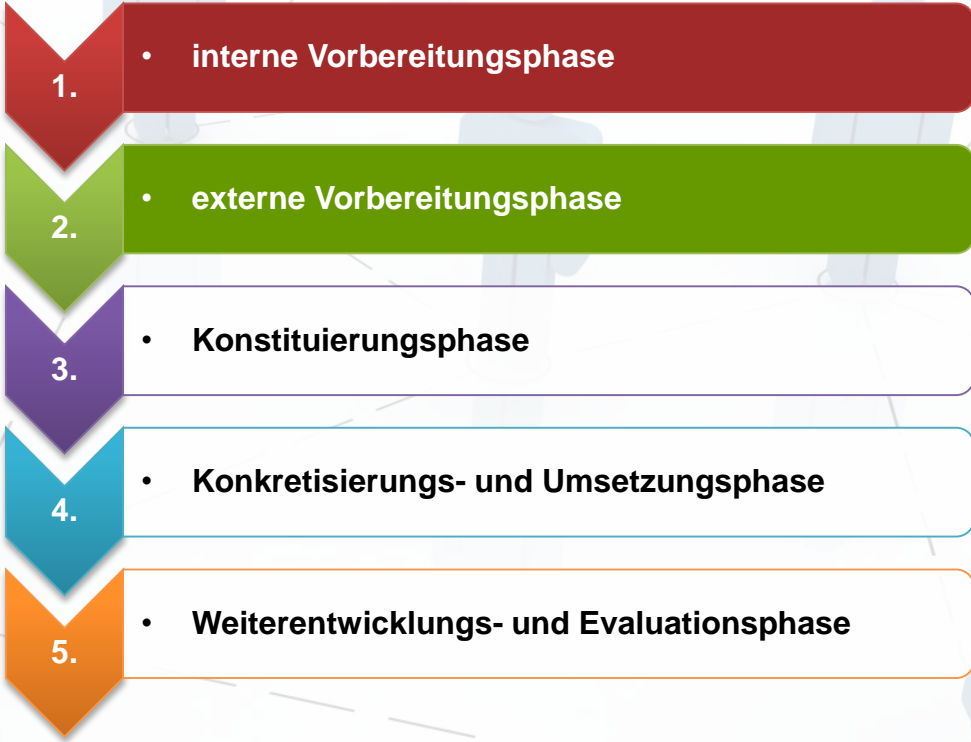 1.
• interne Vorbereitungsphase
2.
• externe Vorbereitungsphase
3.
• Konstituierungsphase
4.
• Konkretisierungs- und Umsetzungsphase
5.
• Weiterentwicklungs- und Evaluationsphase